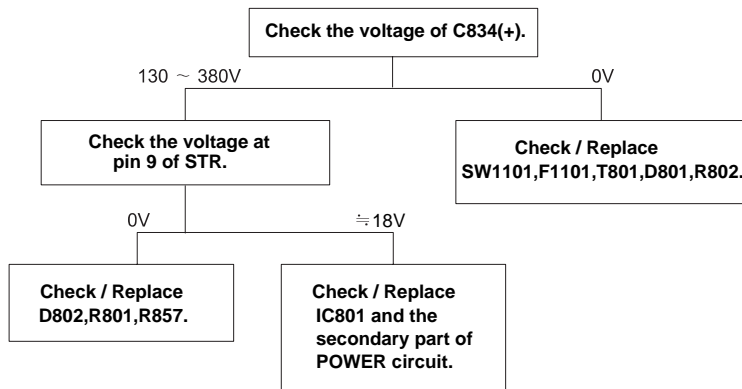 Check the voltage of C834(+).
130 ～ 380V
0V
Check the voltage at
pin 9 of STR.
Check / Replace
SW1101,F1101,T801,D801,R802.
0V
≒18V
Check / Replace
D802,R801,R857.
Check / Replace
IC801 and the
secondary part of
POWER circuit.